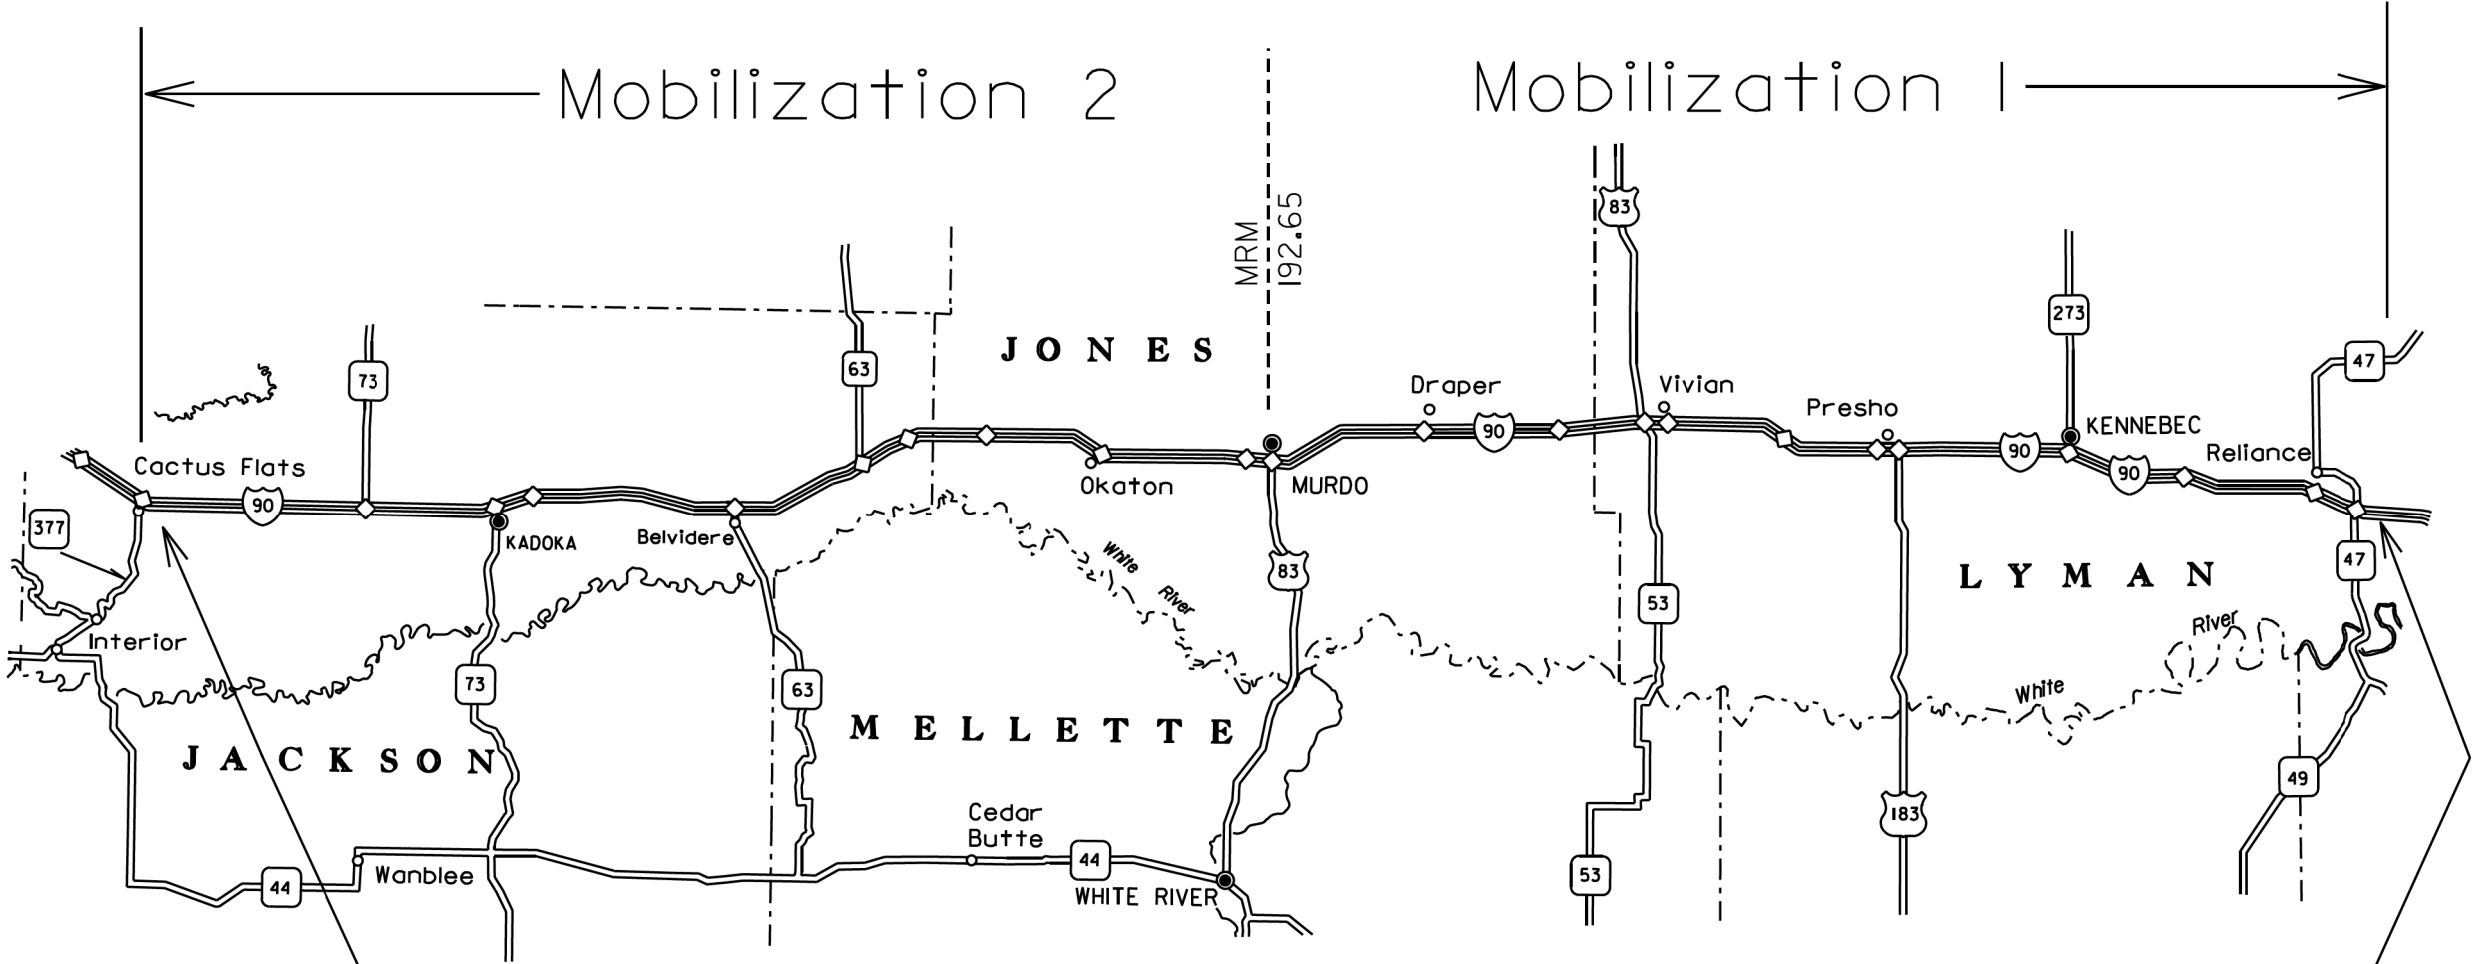 Mobilization 2
Mobilization 1
MRM
192.65
83
273
JONES
47
63
73
Draper
Vivian
Presho
KENNEBEC
Reliance
90
90
90
Cactus Flats
Okaton
MURDO
90
377
KADOKA
Belvidere
White
River
83
LYMAN
47
53
River
Interior
73
63
White
MELLETTE
JACKSON
49
Cedar
Butte
183
44
Wanblee
44
WHITE RIVER
53